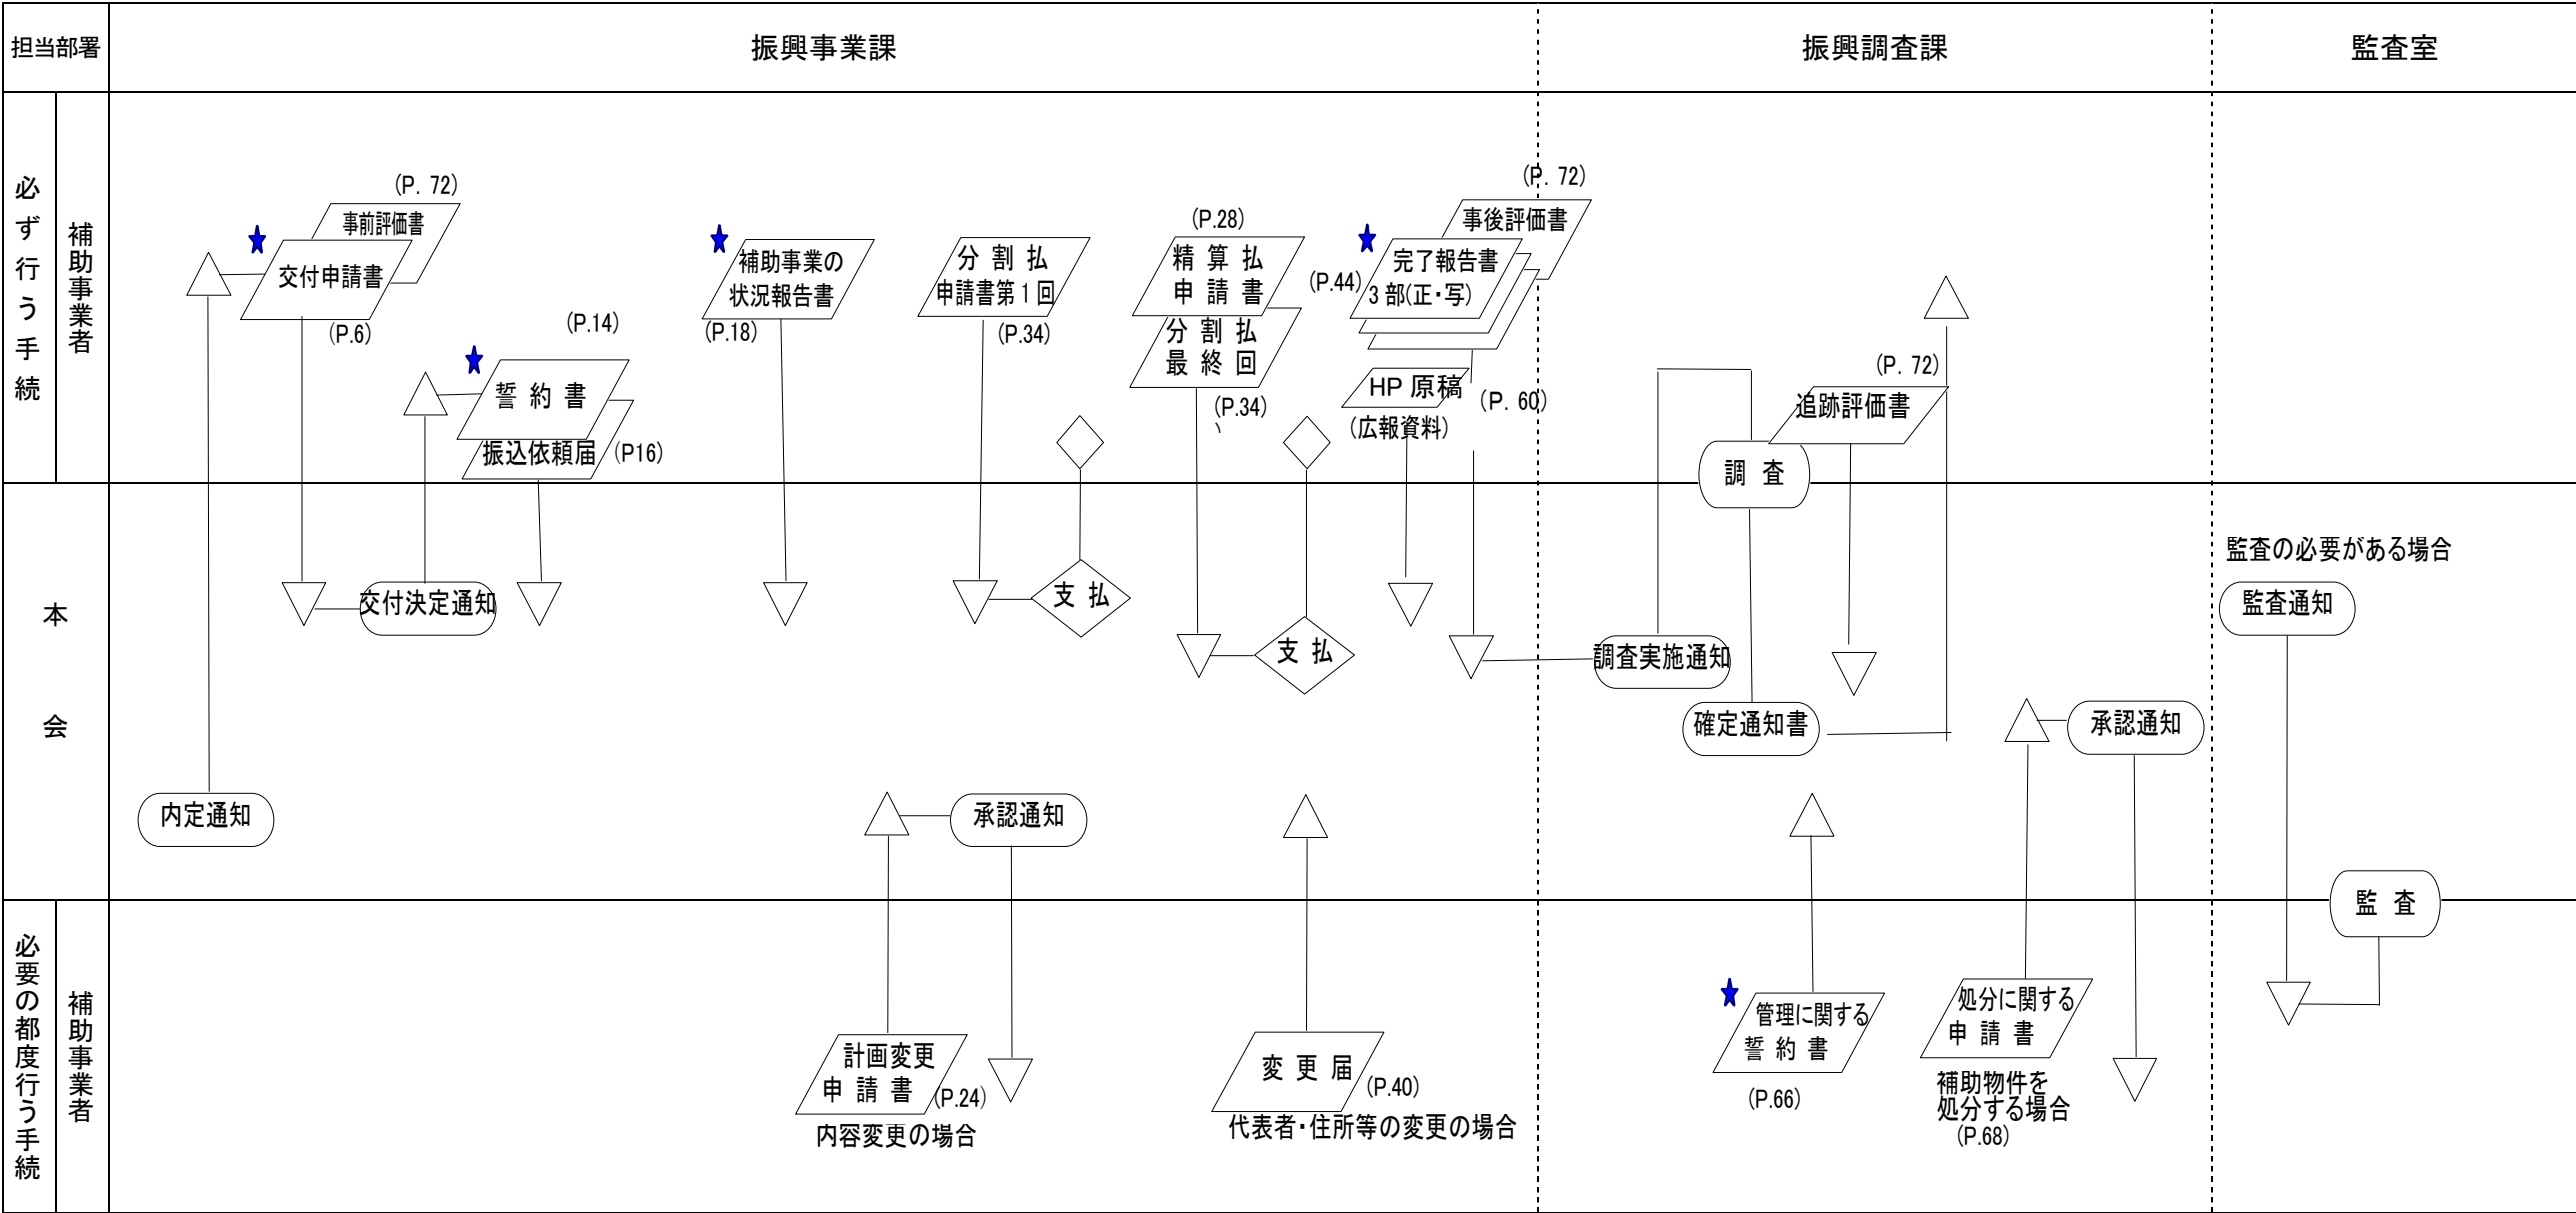 担当部署
振興事業課
振興調査課
監査室
必ず行う手続
補助事業者
(P. 72)
事前評価書
交付申請書
(P.6)
(P.14)
誓 約 書
振込依頼届
(P16)
補助事業の
状況報告書
(P.18)
分 割 払
申請書第1回
(P.34)
(P.28)
精 算 払
申 請 書
分 割 払
最 終 回
(P.34)
)
(P. 72)
事後評価書
完了報告書
3部(正・写)
(P.44)
HP 原稿
(広報資料)
(P. 60)
調 査
(P. 72)
追跡評価書
本会
内定通知
交付決定通知
支 払
支 払
承認通知
調査実施通知
確定通知書
承認通知
監査の必要がある場合
監査通知
監 査
必要の都度行う手続
補助事業者
計画変更
申 請 書
(P.24)
内容変更の場合
変 更 届
(P.40)
代表者・住所等の変更の場合
管理に関する
誓 約 書
(P.66)
処分に関する
申 請 書
補助物件を
処分する場合
(P.68)